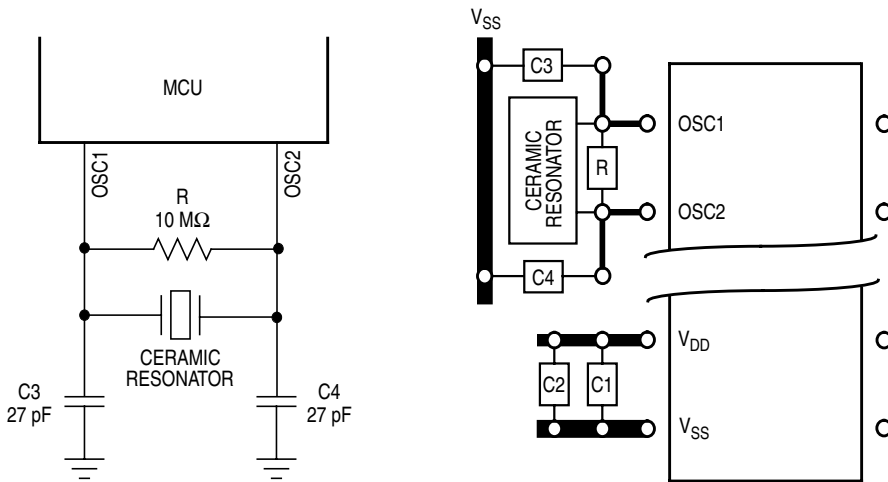 MCU
OSC1
OSC2
R
10 MΩ
CERAMIC
RESONATOR
C3
27 pF
C4
27 pF
VSS
C3
CERAMIC
RESONATOR
R
C4
OSC1
OSC2
VDD
C2
C1
VSS